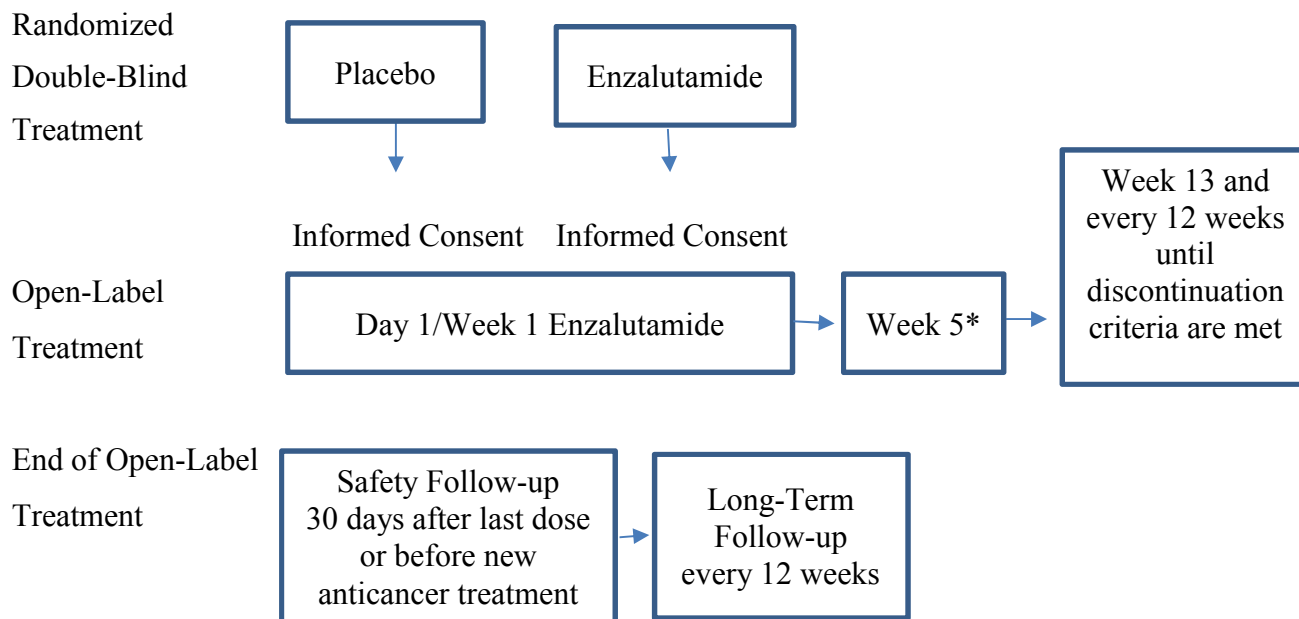 Randomized
Double-Blind
Treatment
Placebo
Enzalutamide
Informed Consent
Informed Consent
Open-Label
Treatment
Day 1/Week 1 Enzalutamide
Week 5*
Week 13 and
every 12 weeks
until
discontinuation
criteria are met
End of Open-Label
Treatment
Safety Follow-up
30 days after last dose
or before new
anticancer treatment
Long-Term
Follow-up
every 12 weeks